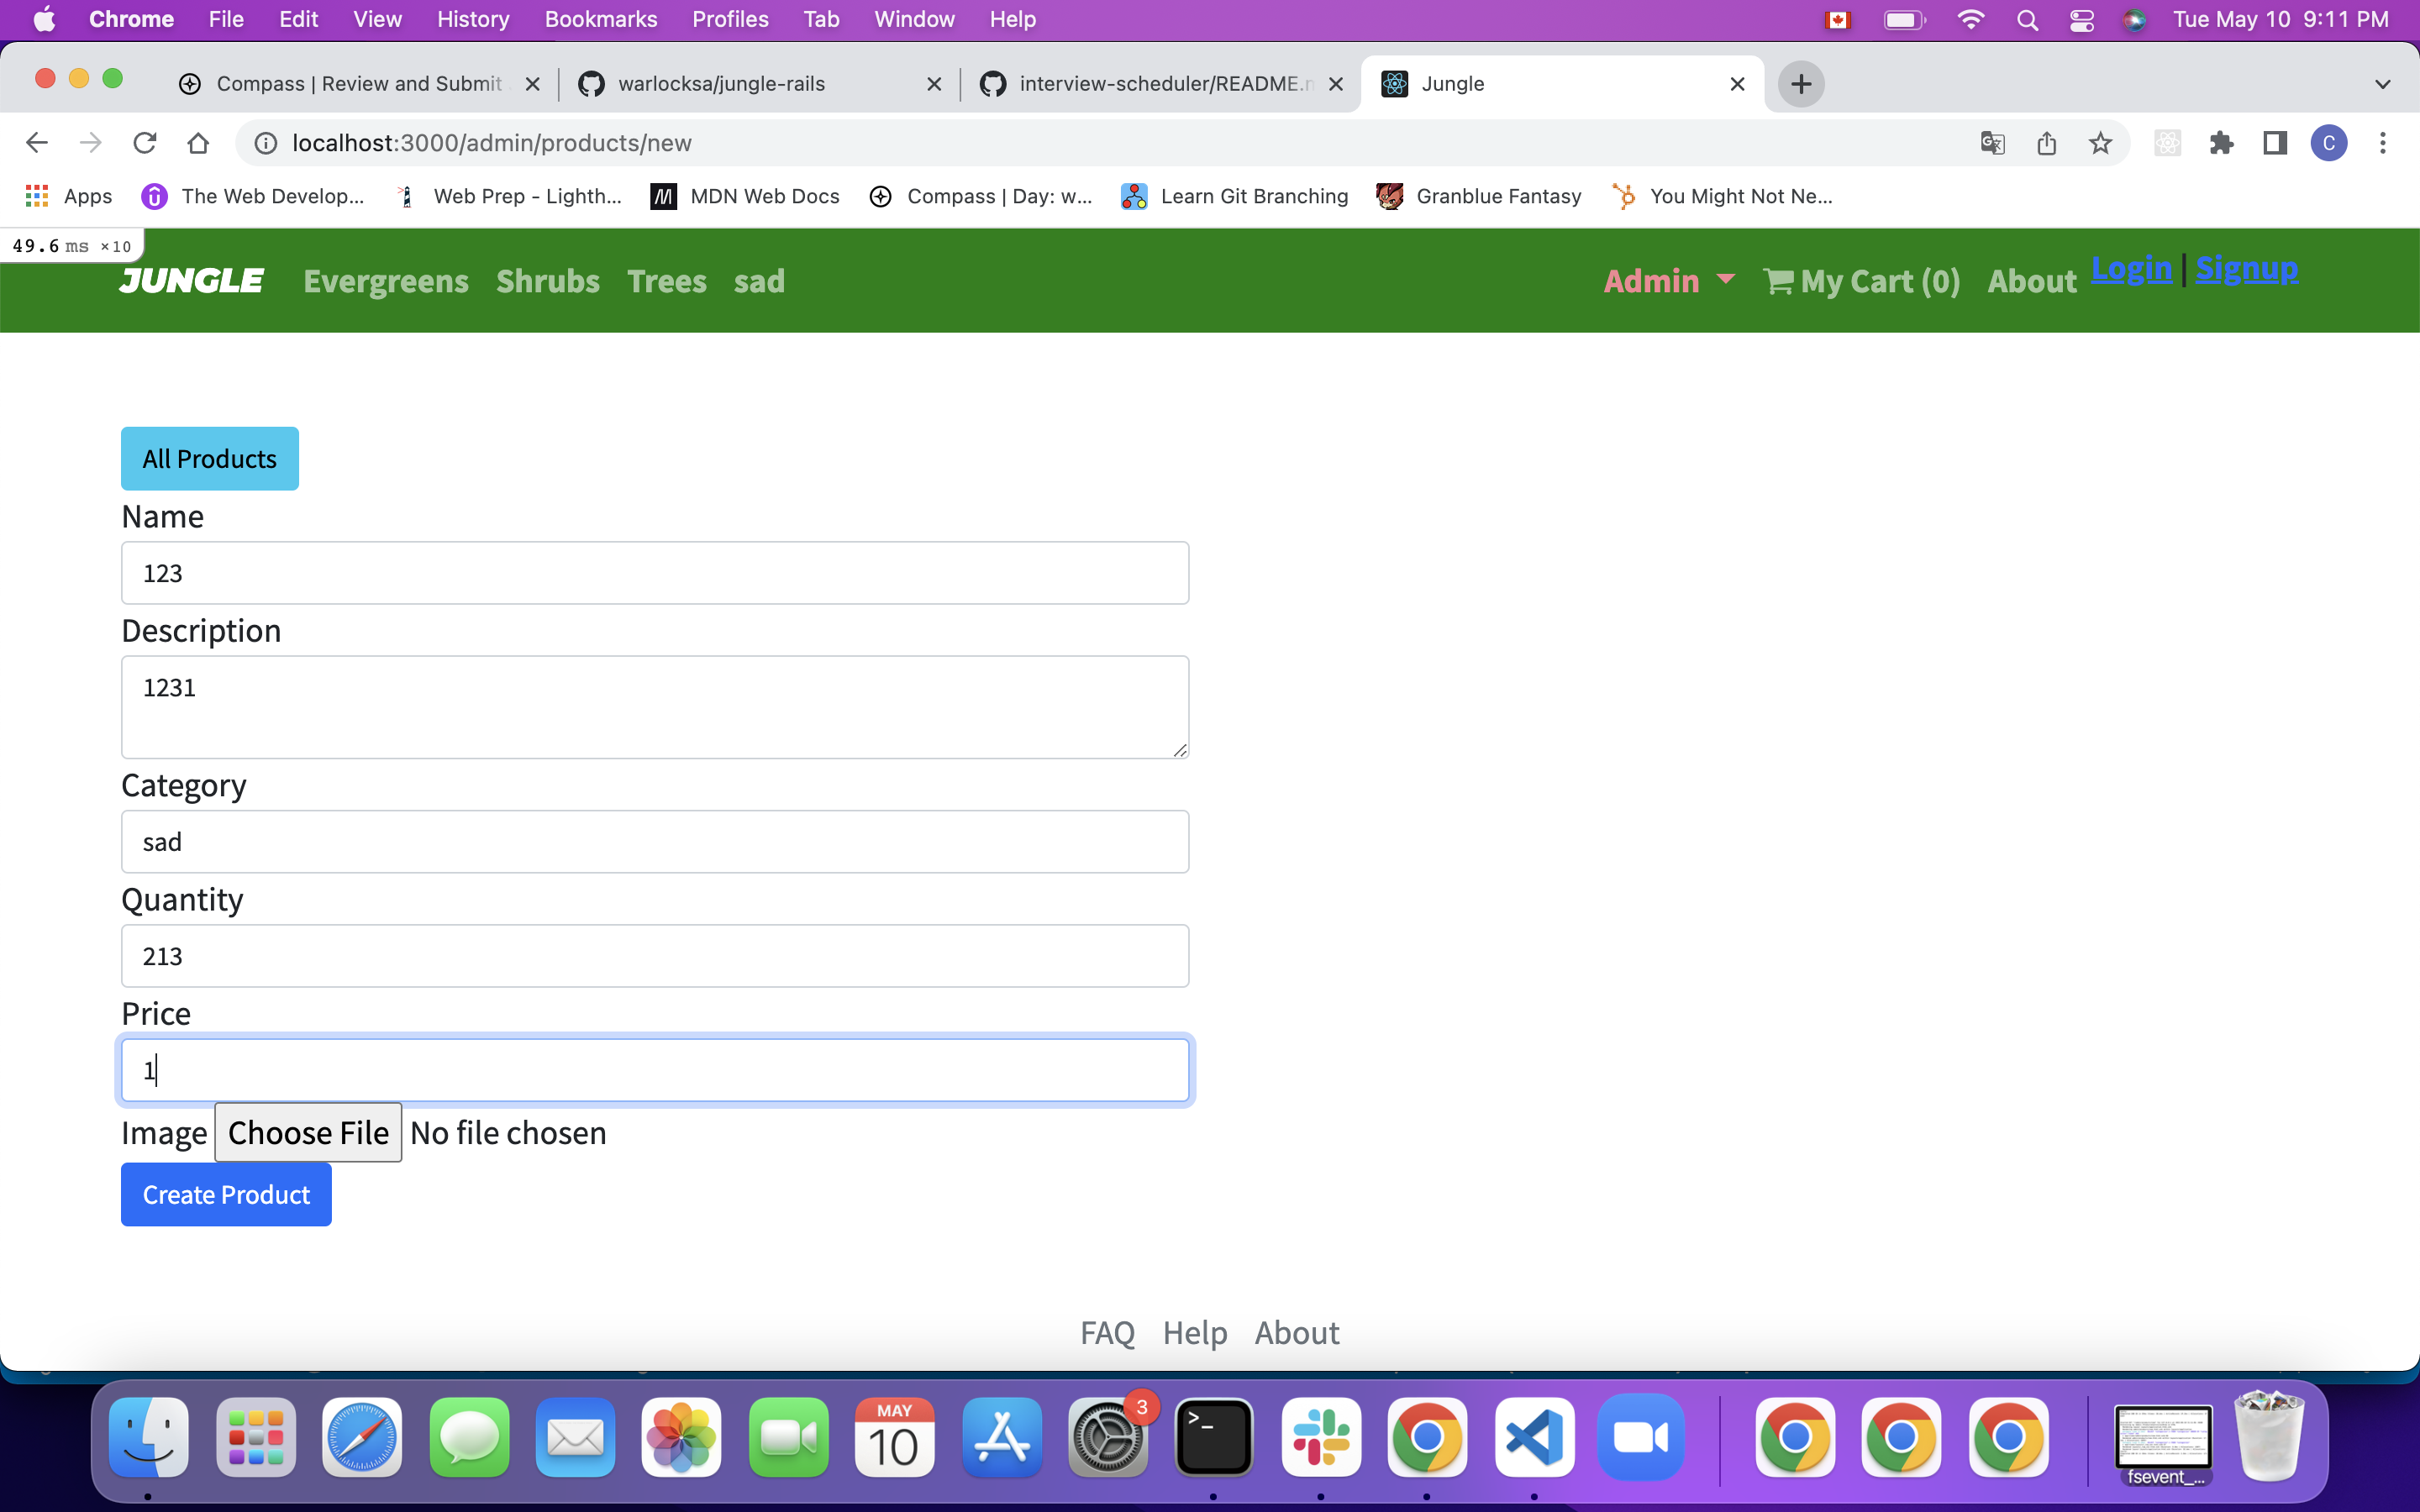 Chrome File Edit View History Bookmarks Profiles Tab Window Help Tue May 10 9:11 PM
Compass | Review and Submit warlocksa/jungle-rails interview-scheduler/README.m Jungle
localhost:3000/admin/products/new C
Apps The Web Develop... Web Prep - Lighth... MDN Web Docs Compass | Day: w... Learn Git Branching Granblue Fantasy You Might Not Ne...
49.6 ms ×10
JUNGLE Evergreens Shrubs Trees sad Admin My Cart (0) About Login | Signup
All Products
Name
123
Description
1231
Category
sad
Quantity
213
Price
1
Image Choose File No file chosen
Create Product
FAQ Help About
MAY
10
3
fsevent_...